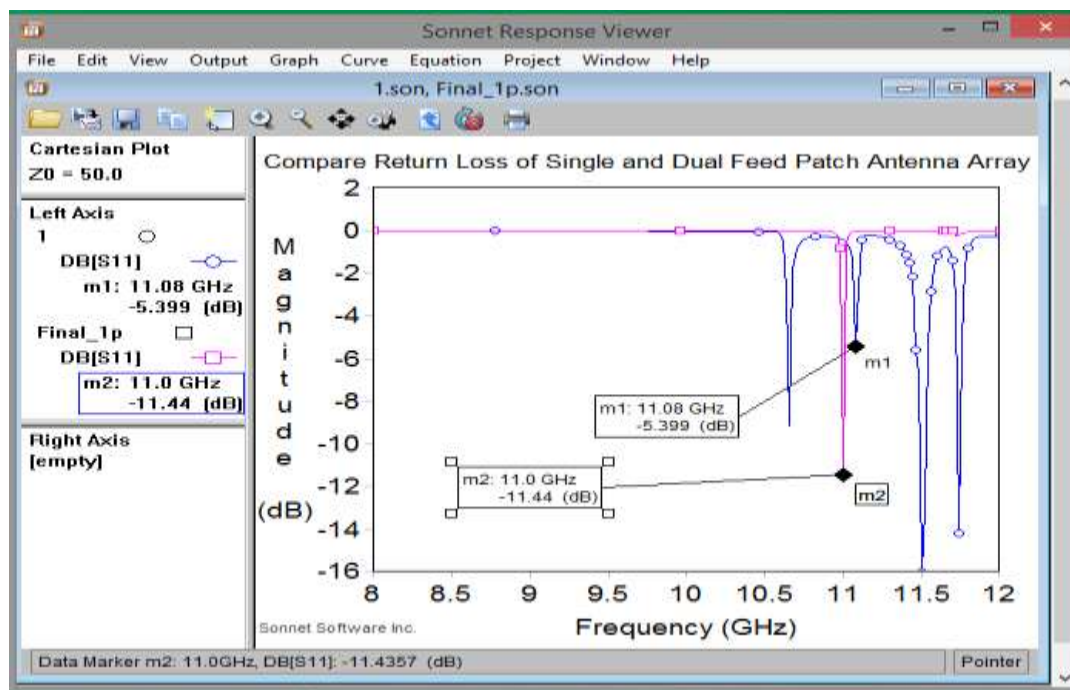 Sonnet Response Viewer
File Edit View Output Graph Curve Equation Project Window Help
1.son, Final_1p.son
Cartesian Plot
Z0 = 50.0
Left Axis
1
DB[S11]
m1: 11.08 GHz
-5.399 (dB)
Final_1p
DB[S11]
m2: 11.0 GHz
-11.44 (dB)
Right Axis
[empty]
Compare Return Loss of Single and Dual Feed Patch Antenna Array
Magnitude
(dB)
2
0
-2
-4
-6
-8
-10
-12
-14
-16
m1
m1: 11.08 GHz
-5.399 (dB)
m2: 11.0 GHz
-11.44 (dB)
m2
8 8.5 9 9.5 10 10.5 11 11.5 12
Sonnet Software Inc.
Frequency (GHz)
Data Marker m2: 11.0GHz, DB[S11]: -11.4357 (dB)
Pointer